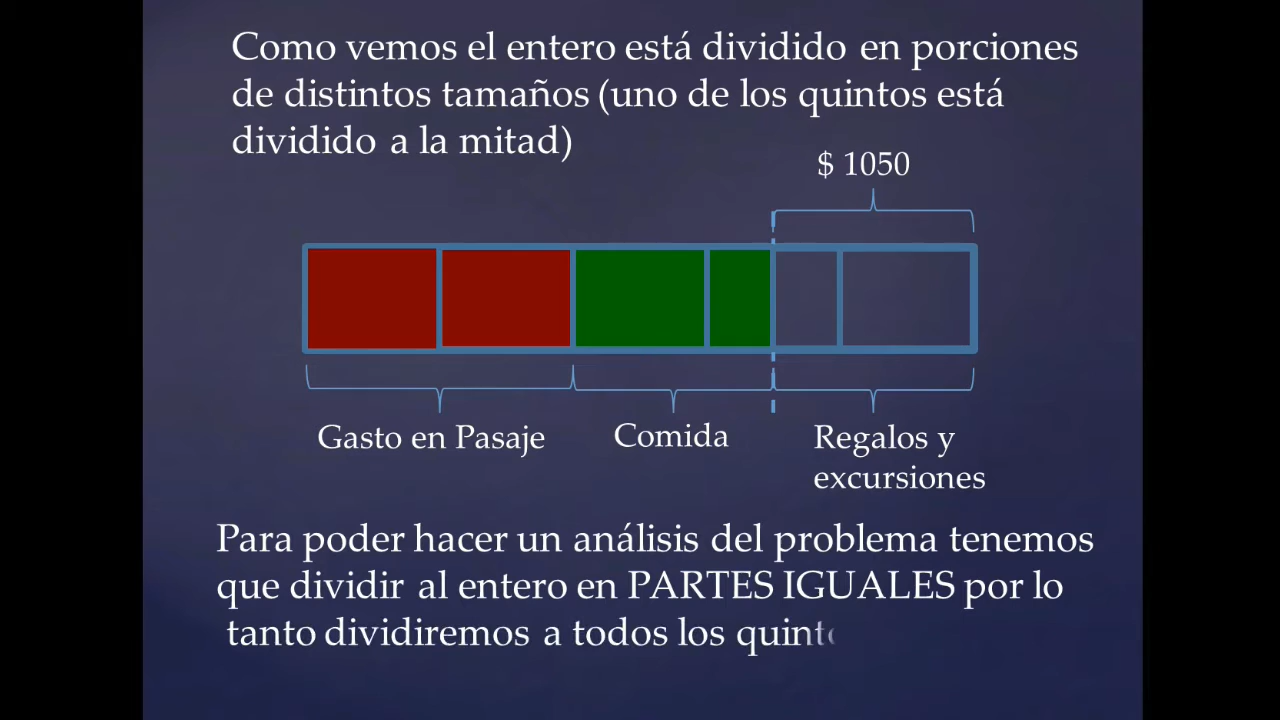 Como vemos el entero está dividido en porciones
de distintos tamaños (uno de los quintos está
dividido a la mitad)
$ 1050
Gasto en Pasaje
Comida
Regalos y
excursiones
Para poder hacer un análisis del problema tenemos
que dividir al entero en PARTES IGUALES por lo
tanto dividiremos a todos los